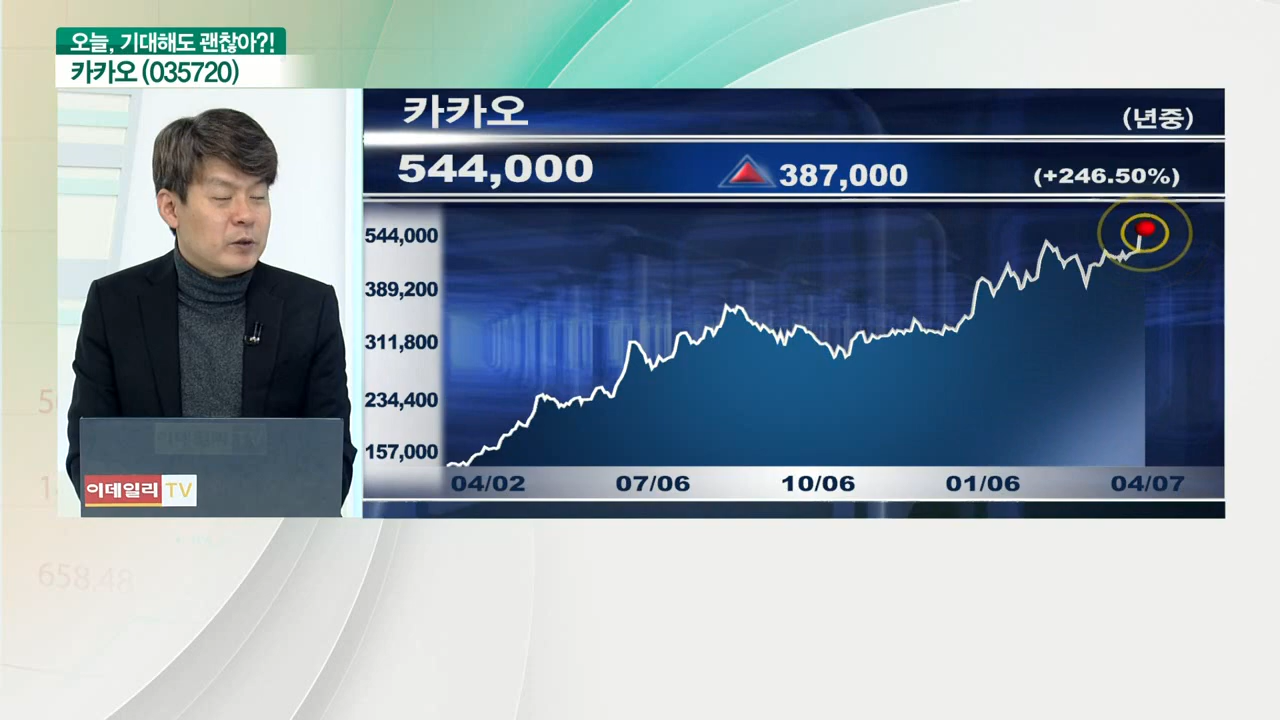 오늘, 기대해도 괜찮아?!
카카오 (035720)
카카오
(년중)
544,000
387,000
(+246.50%)
544,000
389,200
311,800
234,400
157,000
04/02
07/06
10/06
01/06
04/07
이데일리 TV
658.48